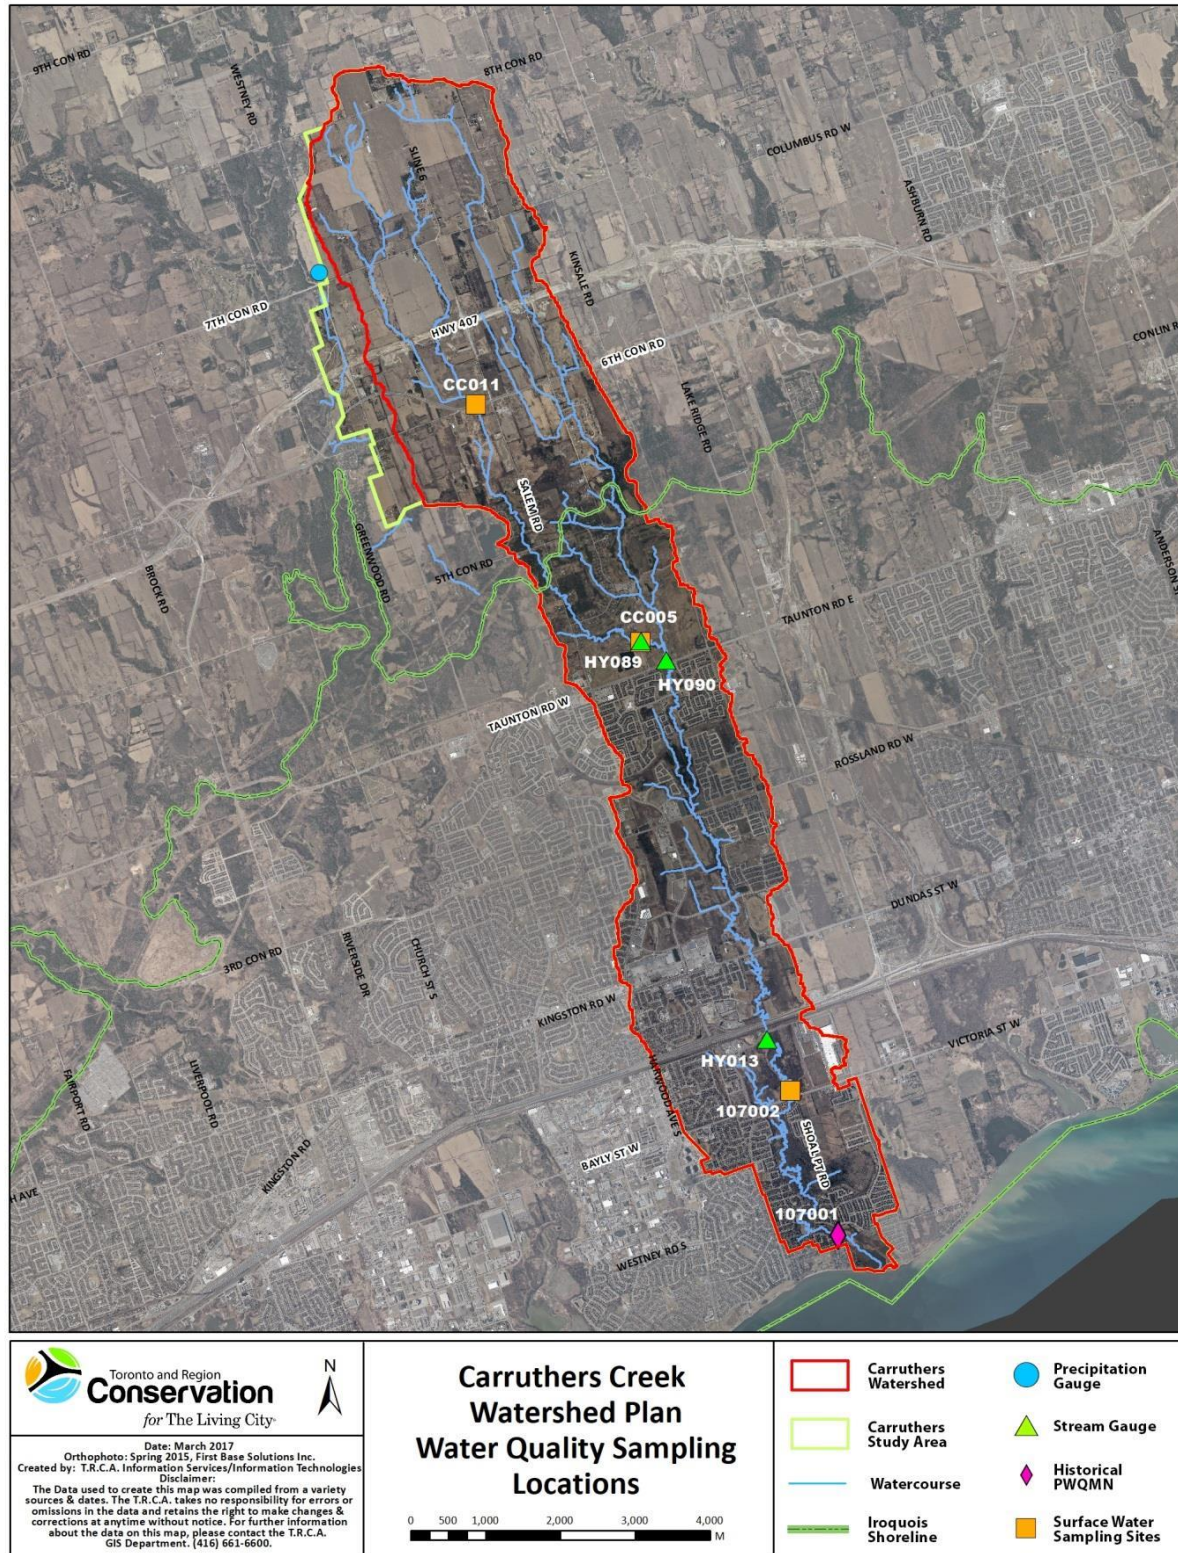 9TH CON RD
8TH CON RD
WESTNEY RD
COLUMBUS RD W
SLINE 6
ASHBURN RD
KINSALE RD
7TH CON RD
HWY 407
6TH CON RD
CONLIN R
CC011
LAKE RIDGE RD
SALEM RD
GREENWOOD RD
5TH CON RD
BROCK RD
ANDERSON ST
CC005
TAUNTON RD E
HY089
HY090
TAUNTON RD W
ROSSLAND RD W
DUNDAS ST W
3RD CON RD
RIVERSIDE DR
CHURCH ST S
KINGSTON RD W
VICTORIA ST W
HY013
HARWOOD AVE S
FAIRPORT RD
LIVERPOOL RD
107002
SHOAL PT RD
KINGSTON RD
BAYLY ST W
H AVE
107001
WESTNEY RD S
Toronto and Region
Conservation
for The Living City
N
Date: March 2017
Orthophoto: Spring 2015, First Base Solutions Inc.
Created by: T.R.C.A. Information Services/Information Technologies
Disclaimer:
The Data used to create this map was compiled from a variety
sources & dates. The T.R.C.A. takes no responsibility for errors or
omissions in the data and retains the right to make changes &
corrections at anytime without notice. For further information
about the data on this map, please contact the T.R.C.A.
GIS Department. (416) 661-6600.
Carruthers Creek
Watershed Plan
Water Quality Sampling
Locations
0 500 1,000 2,000 3,000 4,000
M
Carruthers
Watershed
Precipitation
Gauge
Carruthers
Study Area
Stream Gauge
Watercourse
Historical
PWQMN
Iroquois
Shoreline
Surface Water
Sampling Sites